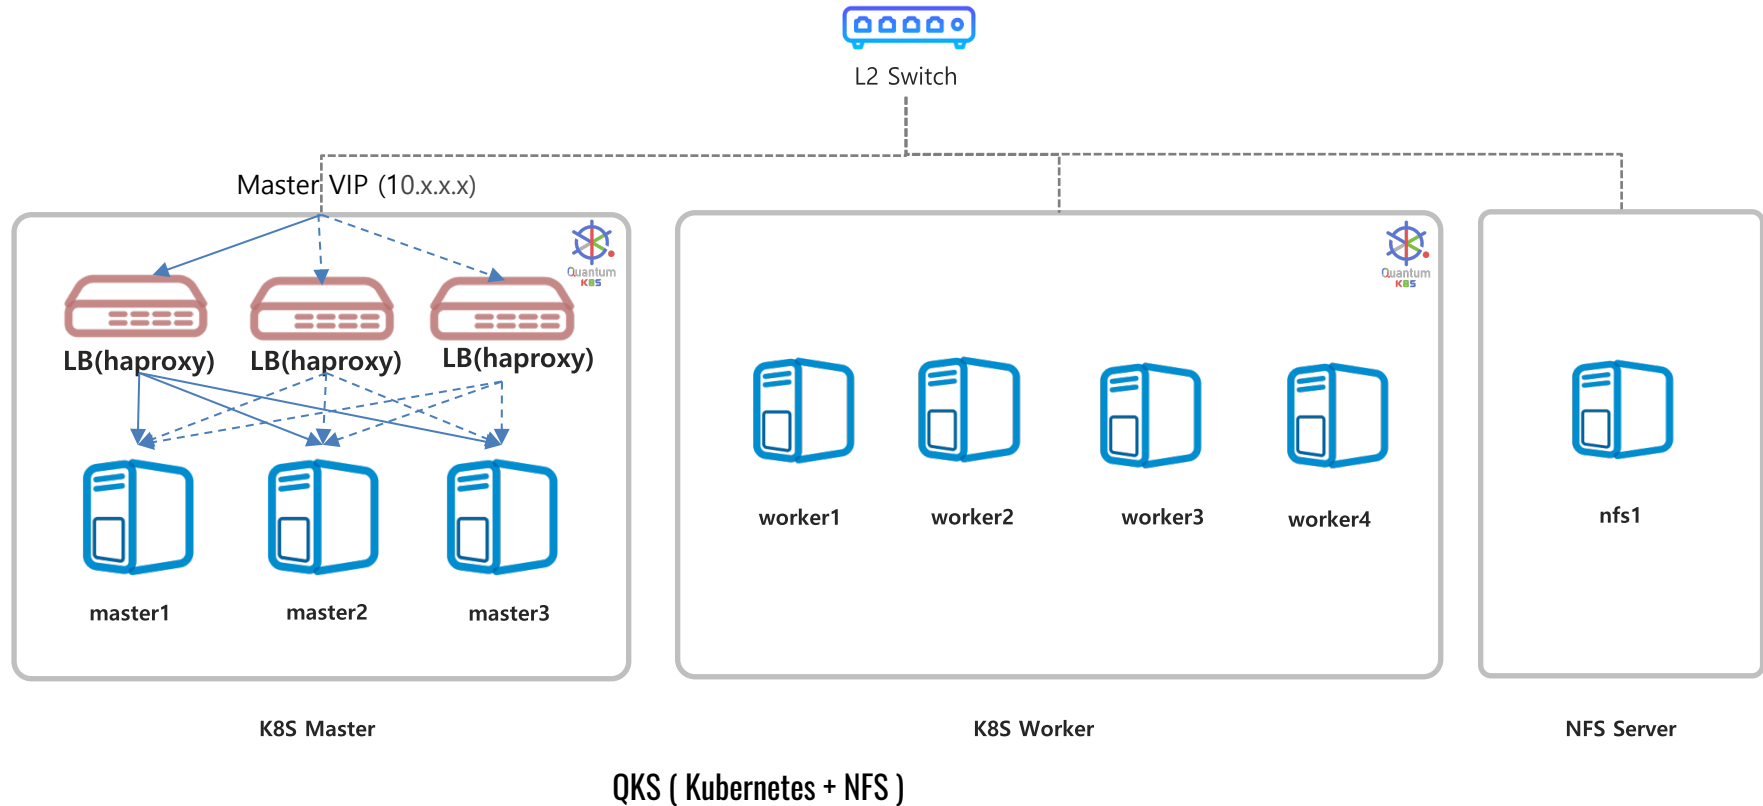 L2 Switch
Master VIP (10.x.x.x)
Quantum
K8S
Quantum
K8S
LB(haproxy)
LB(haproxy)
LB(haproxy)
master1
master2
master3
worker1
worker2
worker3
worker4
nfs1
K8S Master
K8S Worker
NFS Server
QKS ( Kubernetes + NFS )